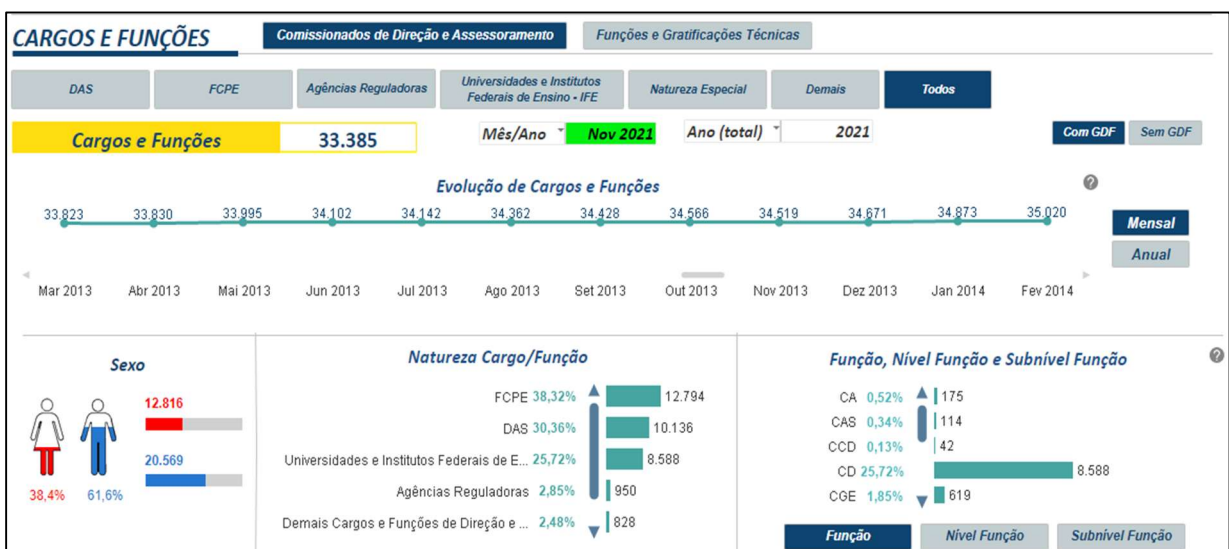 CARGOS E FUNÇÕES
Comissionados de Direção e Assessoramento
Funções e Gratificações Técnicas
DAS
FCPE
Agências Reguladoras
Universidades e Institutos
Federais de Ensino - IFE
Natureza Especial
Demais
Todos
Cargos e Funções 33.385
Mês/Ano Nov 2021
Ano (total) 2021
Com GDF Sem GDF
Evolução de Cargos e Funções ?
33.823 33.830 33.995 34.102 34.142 34.362 34.428 34.566 34.519 34.671 34.873 35.020
Mensal
Anual
Mar 2013 Abr 2013 Mai 2013 Jun 2013 Jul 2013 Ago 2013 Set 2013 Out 2013 Nov 2013 Dez 2013 Jan 2014 Fev 2014
Sexo
12.816
20.569
38,4% 61,6%
Natureza Cargo/Função
FCPE 38,32% 12.794
DAS 30,36% 10.136
Universidades e Institutos Federais de E... 25,72% 8.588
Agências Reguladoras 2,85% 950
Demais Cargos e Funções de Direção e ... 2,48% 828
Função, Nível Função e Subnível Função ?
CA 0,52% 175
CAS 0,34% 114
CCD 0,13% 42
CD 25,72% 8.588
CGE 1,85% 619
Função Nível Função Subnível Função